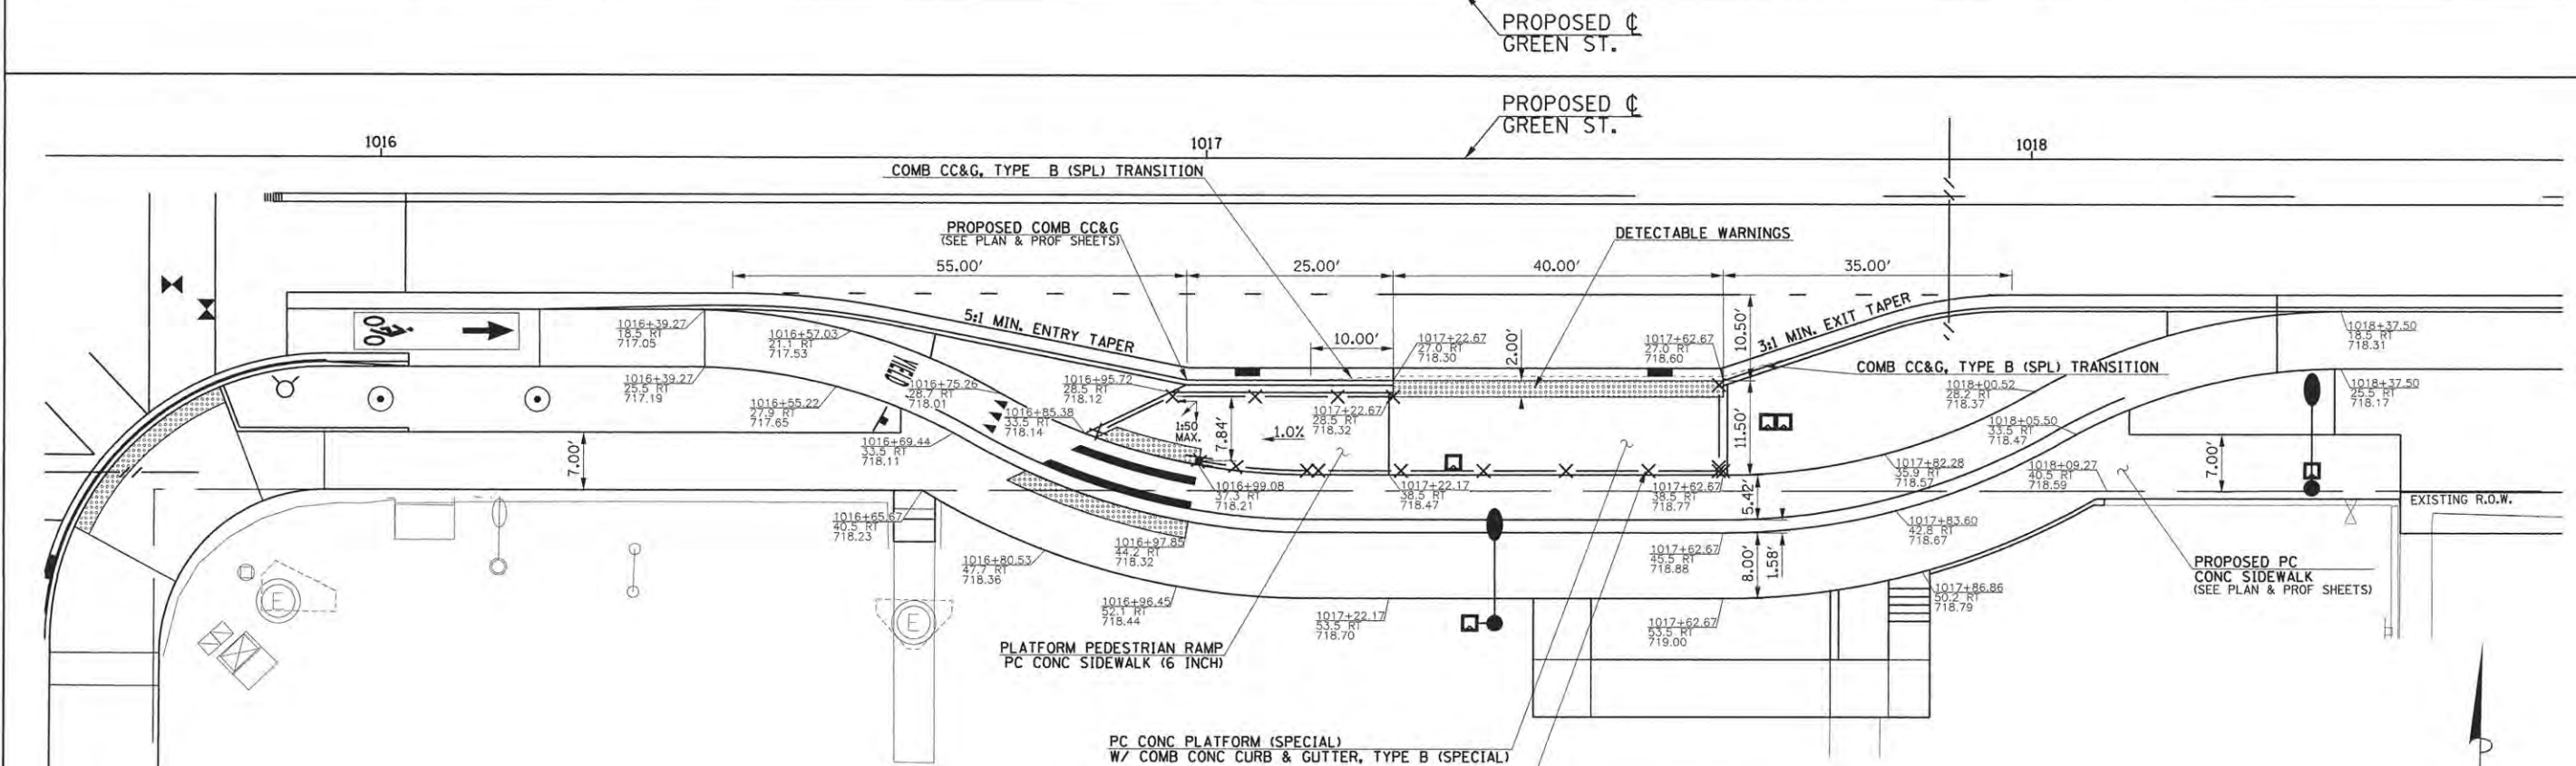 PROPOSED ℄
GREEN ST.
PROPOSED ℄
GREEN ST.
1016
1017
1018
COMB CC&G, TYPE B (SPL) TRANSITION
PROPOSED COMB CC&G
(SEE PLAN & PROF SHEETS)
DETECTABLE WARNINGS
55.00'
25.00'
40.00'
35.00'
5:1 MIN. ENTRY TAPER
3:1 MIN. EXIT TAPER
10.50'
10.00'
2.00'
1016+39.27
18.5 RT
717.05
1016+57.03
21.1 RT
717.53
1017+22.67
27.0 RT
718.30
1017+62.67
27.0 RT
718.60
1018+37.50
18.5 RT
718.31
COMB CC&G, TYPE B (SPL) TRANSITION
1016+39.27
25.5 RT
717.19
1016+55.22
27.9 RT
717.65
1016+75.26
28.7 RT
718.01
1016+95.72
28.5 RT
718.12
1016+85.38
33.5 RT
718.14
1017+22.67
28.5 RT
718.32
1018+00.52
28.2 RT
718.37
1018+37.50
25.5 RT
718.17
1:50
MAX.
7.84'
1.0%
11.50'
1018+05.50
33.5 RT
718.47
1016+69.44
33.5 RT
718.11
7.00'
7.00'
1016+99.08
37.3 RT
718.21
1017+22.17
38.5 RT
718.47
1017+62.67
38.5 RT
718.77
5.42'
1017+82.28
35.9 RT
718.57
1018+09.27
40.5 RT
718.59
EXISTING R.O.W.
1016+65.67
40.5 RT
718.23
1016+80.53
47.7 RT
718.36
1016+97.85
44.2 RT
718.32
1017+62.67
45.5 RT
718.88
8.00'
1.58'
1017+83.60
42.8 RT
718.67
PROPOSED PC
CONC SIDEWALK
(SEE PLAN & PROF SHEETS)
1016+96.45
52.1 RT
718.44
1017+22.17
53.5 RT
718.70
1017+62.67
53.5 RT
719.00
1017+86.86
50.2 RT
718.79
E
E
PLATFORM PEDESTRIAN RAMP
PC CONC SIDEWALK (6 INCH)
PC CONC PLATFORM (SPECIAL)
W/ COMB CONC CURB & GUTTER, TYPE B (SPECIAL)